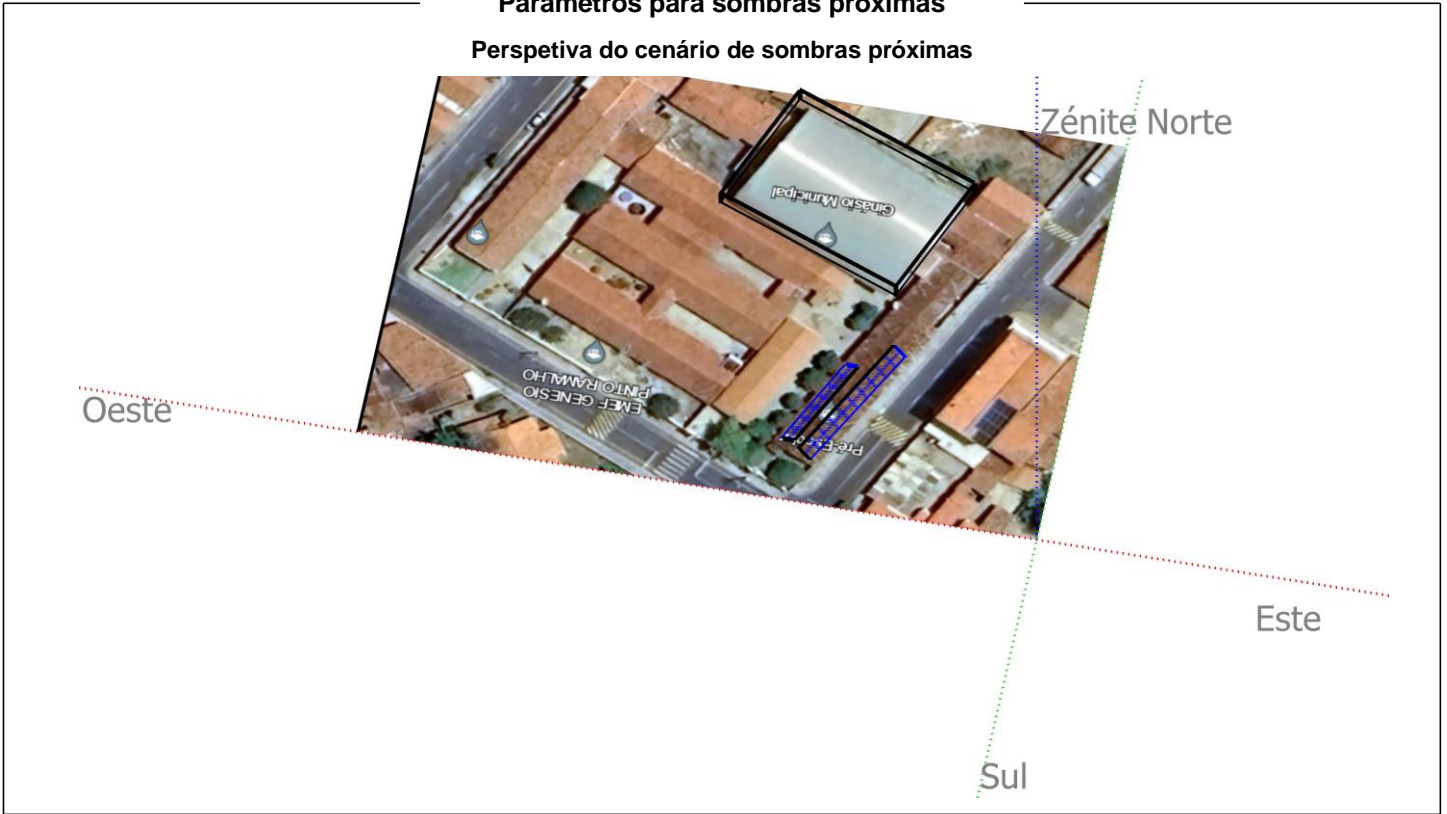 Parâmetros para sombras próximas
Perspetiva do cenário de sombras próximas
Zénite Norte
Ginásio Municipal
EMEF GENESIO
PINTO RAMALHO
Oeste
Este
Sul